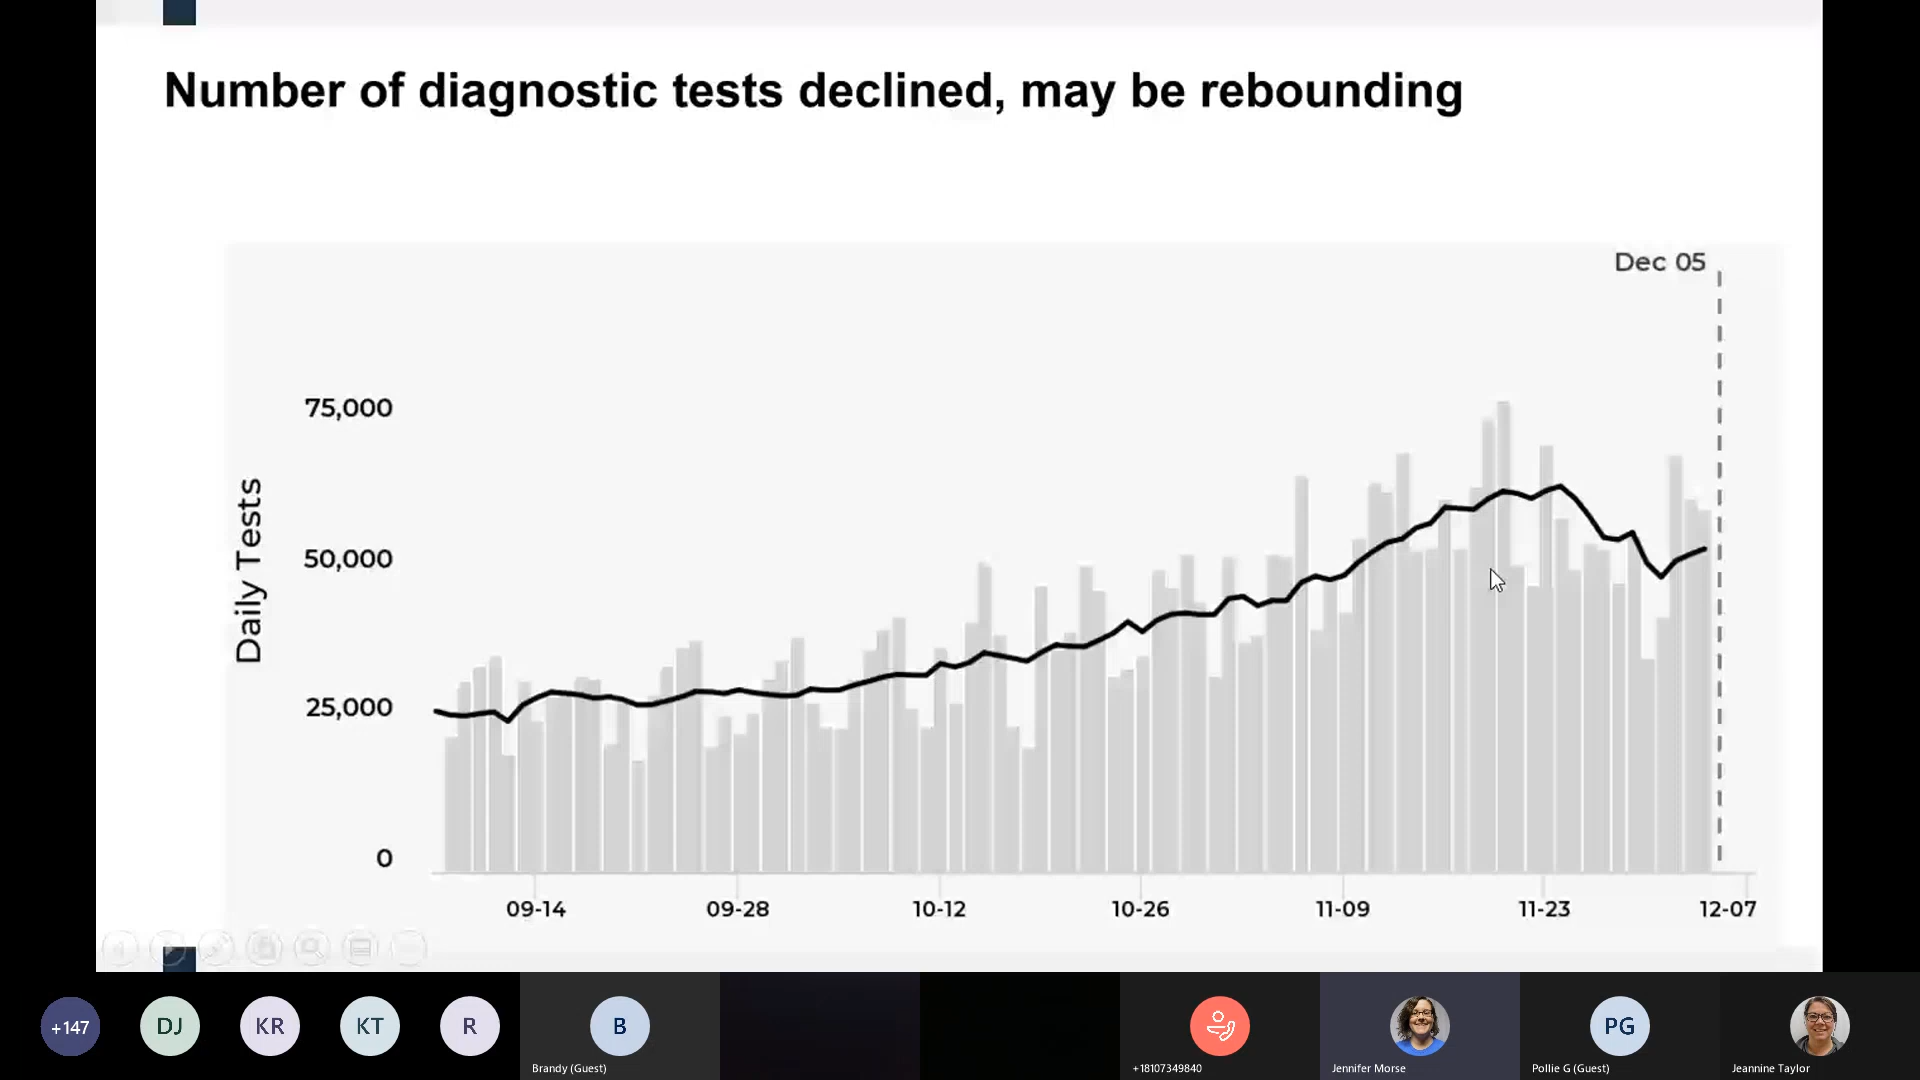 Number of diagnostic tests declined, may be rebounding
Dec 05
75,000
50,000
25,000
0
Daily Tests
09-14
09-28
10-12
10-26
11-09
11-23
12-07
+147
DJ
KR
KT
R
B
PG
Brandy (Guest)
+18107349840
Jennifer Morse
Pollie G (Guest)
Jeannine Taylor